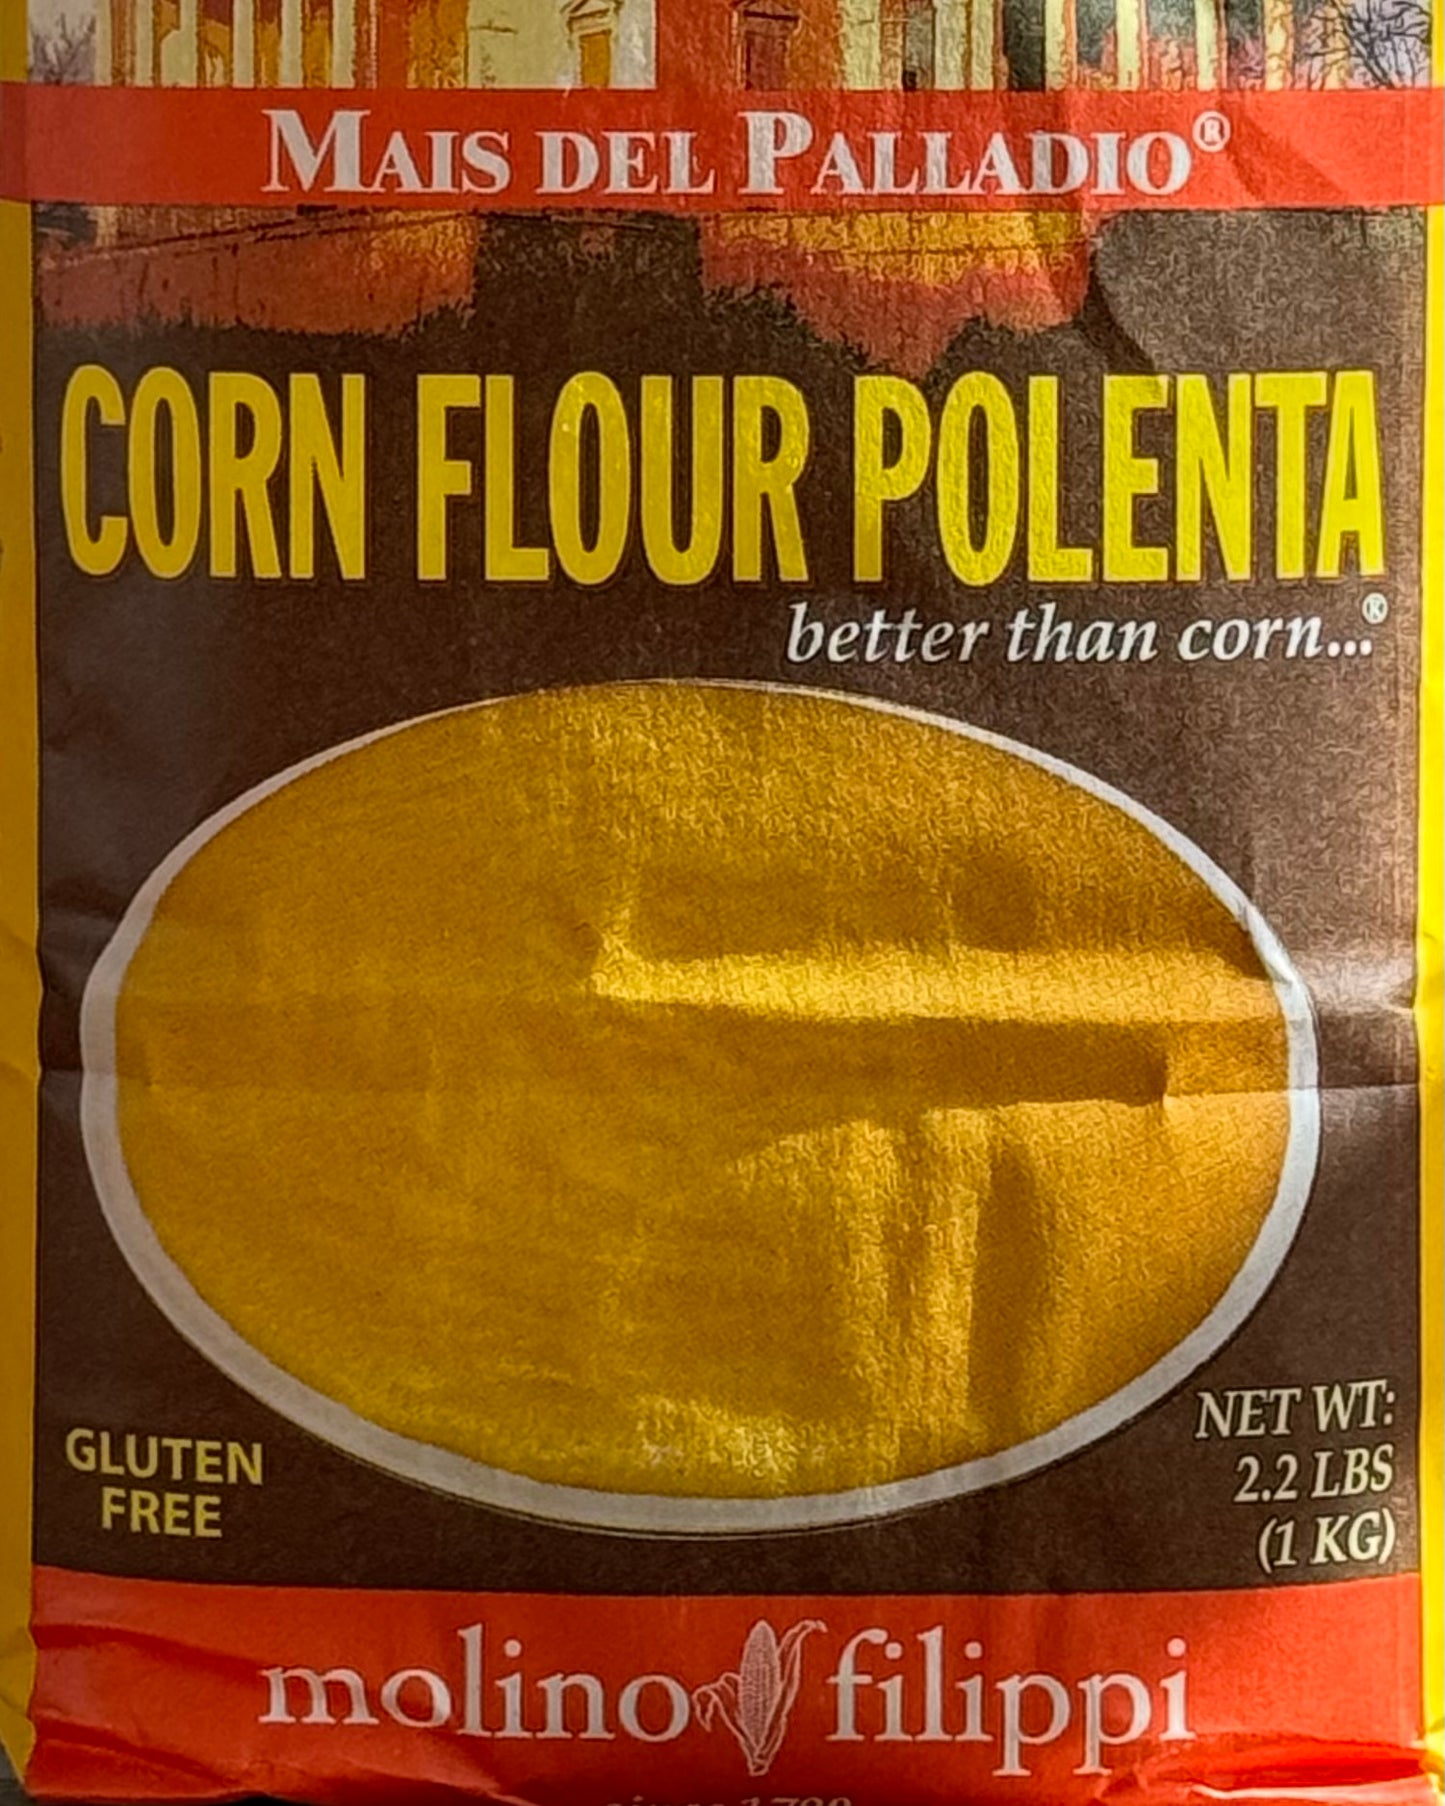 MAIS DEL PALLADIO®
CORN FLOUR POLENTA
better than corn...®
GLUTEN
FREE
NET WT:
2.2 LBS
(1 KG)
molino filippi